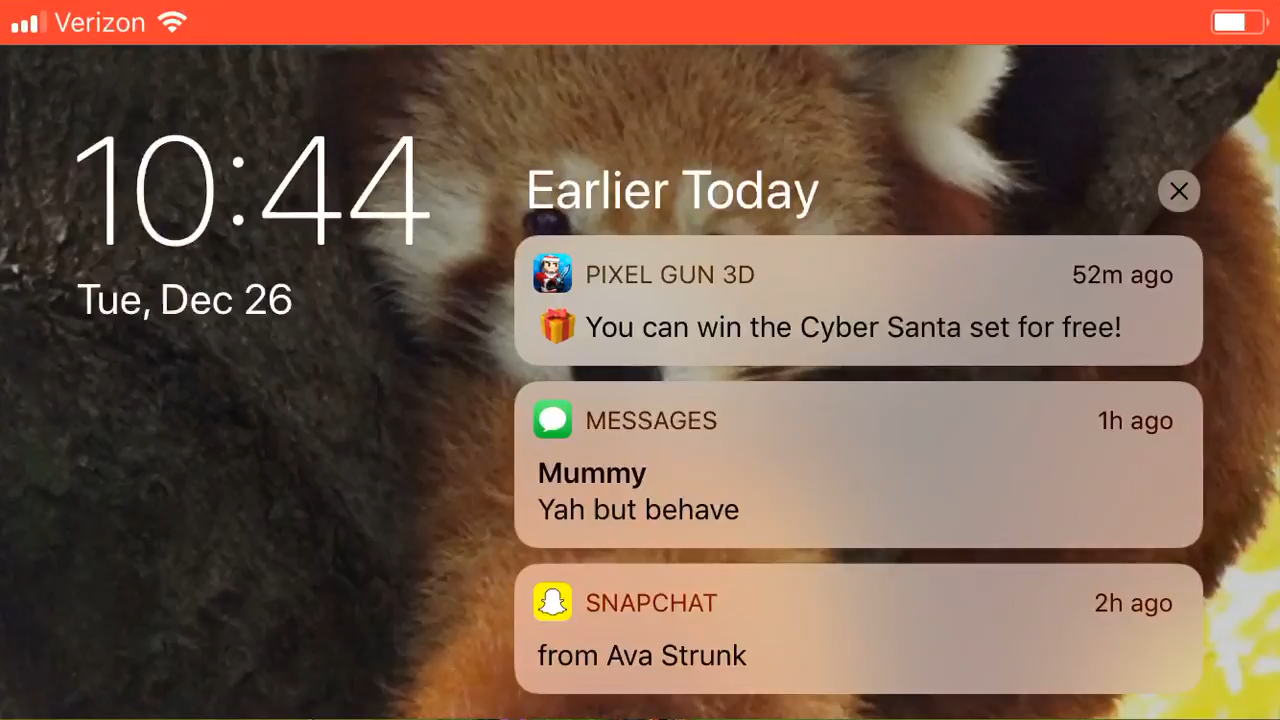 Verizon
10:44
Tue, Dec 26
Earlier Today
PIXEL GUN 3D 52m ago
🎁 You can win the Cyber Santa set for free!
MESSAGES 1h ago
Mummy
Yah but behave
SNAPCHAT 2h ago
from Ava Strunk